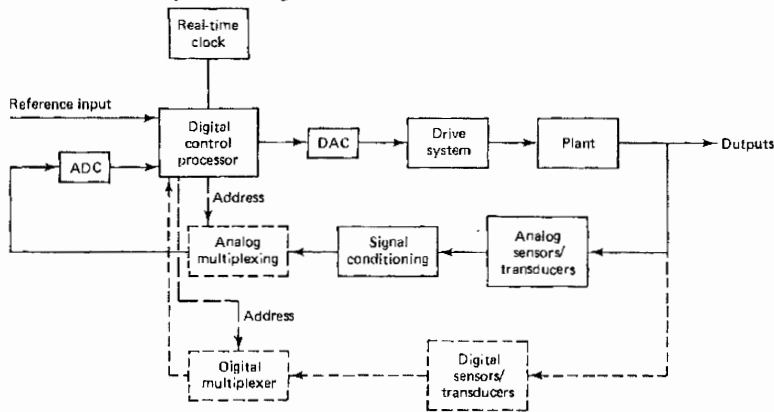 Real-time
clock
Reference input
Digital
control
processor
DAC
Drive
system
Plant
Dutputs
ADC
Address
Analog
multiplexing
Signal
conditioning
Analog
sensors/
transducers
Address
Oigital
multiplexer
Digital
sensors/
transducers